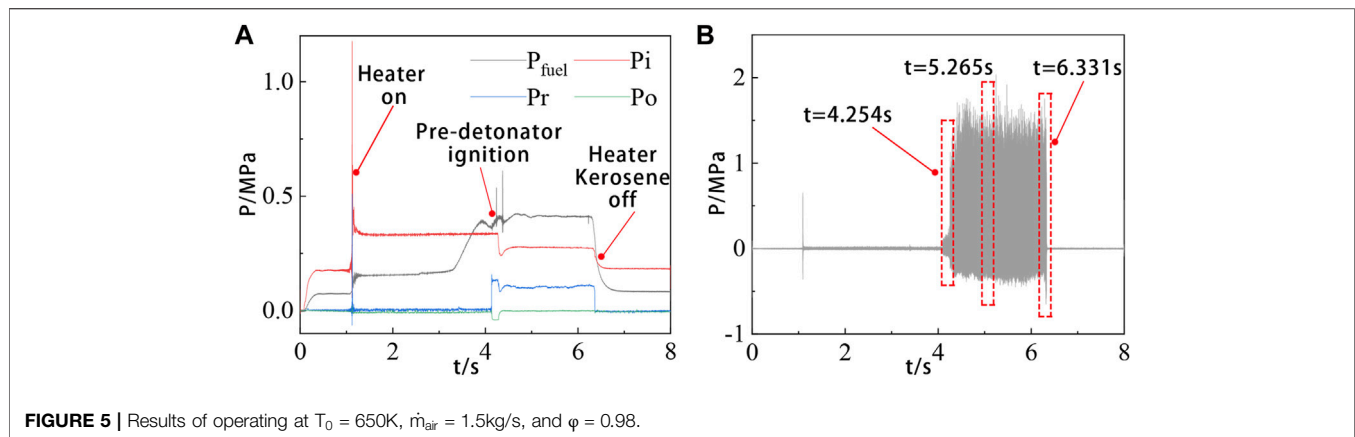 A
P/MPa
1.0
0.5
0.0
0 2 4 6 8
t/s
P_fuel Pi
Pr Po
Heater
on
Pre-detonator
ignition
Heater
Kerosene
off
B
P/MPa
2
1
0
-1
0 2 4 6 8
t/s
t=4.254s
t=5.265s
t=6.331s
FIGURE 5 | Results of operating at T₀ = 650K, ṁ_air = 1.5kg/s, and φ = 0.98.